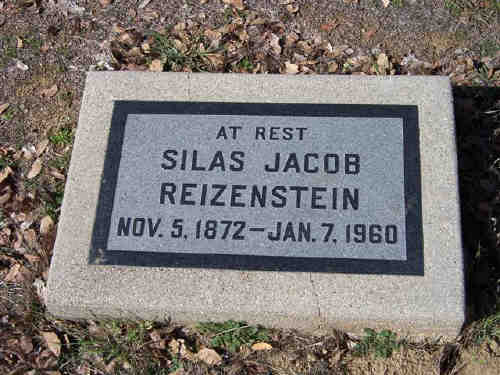 AT REST
SILAS JACOB
REIZENSTEIN
NOV. 5, 1872 — JAN. 7, 1960